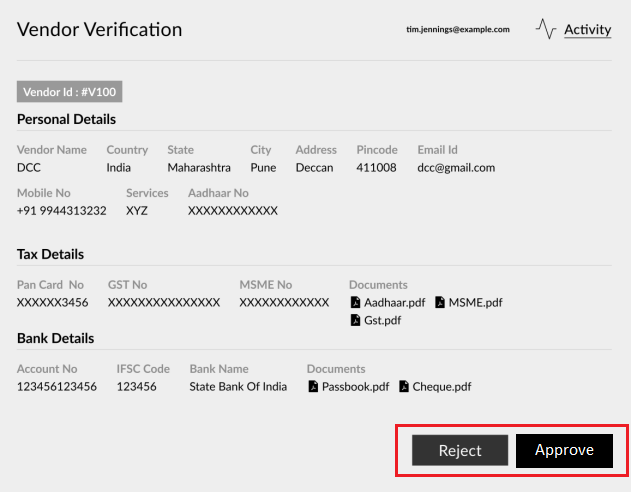 Vendor Verification tim.jennings@example.com Activity
Vendor Id : #V100
Personal Details
Vendor Name Country State City Address Pincode Email Id
DCC India Maharashtra Pune Deccan 411008 dcc@gmail.com
Mobile No Services Aadhaar No
+91 9944313232 XYZ XXXXXXXXXXXX
Tax Details
Pan Card No GST No MSME No Documents
XXXXXX3456 XXXXXXXXXXXXXXX XXXXXXXXXXXX Aadhaar.pdf MSME.pdf
Gst.pdf
Bank Details
Account No IFSC Code Bank Name Documents
123456123456 123456 State Bank Of India Passbook.pdf Cheque.pdf
Reject Approve